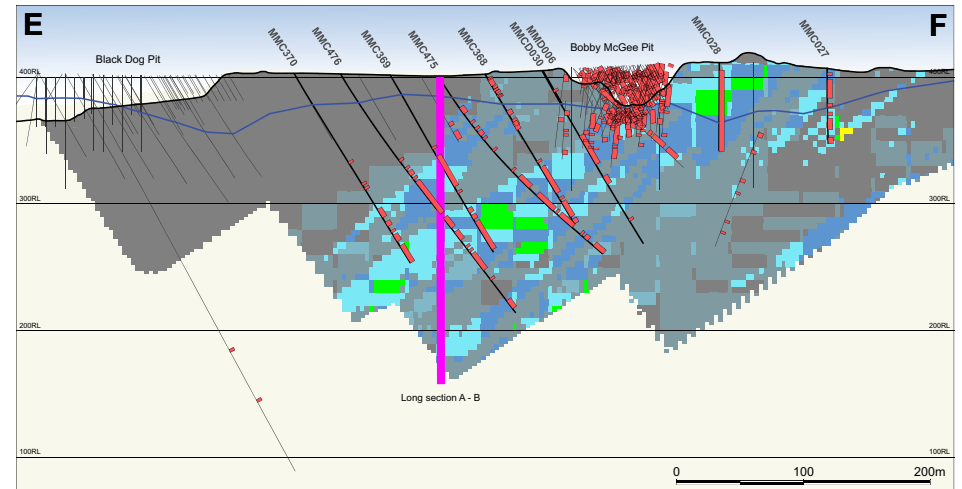 E
F
MMC370
MMC476
MMC369
MMC475
MMC368
MMCD030
MMD006
Bobby McGee Pit
MMC028
MMC027
Black Dog Pit
400RL
400RL
300RL
300RL
200RL
200RL
Long section A - B
100RL
100RL
0
100
200m